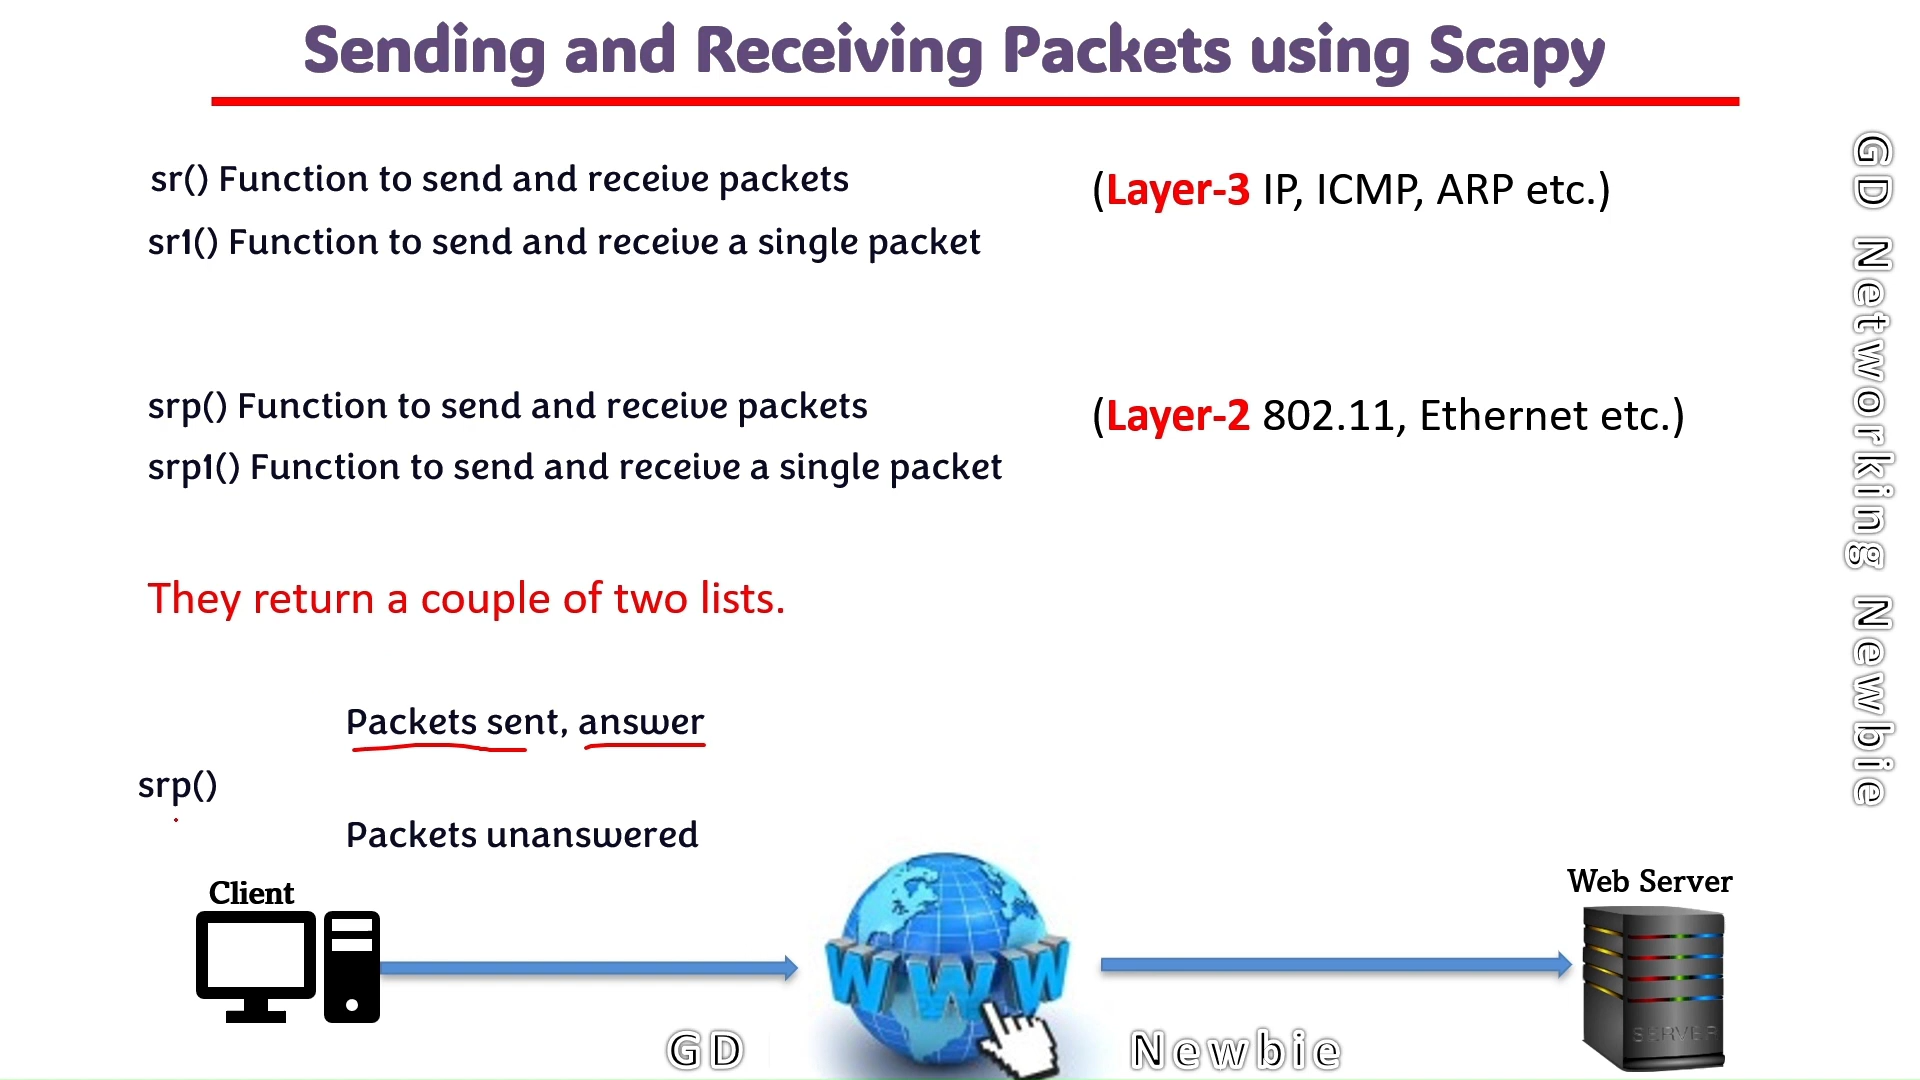 Sending and Receiving Packets using Scapy
sr() Function to send and receive packets
(Layer-3 IP, ICMP, ARP etc.)
sr1() Function to send and receive a single packet
srp() Function to send and receive packets
(Layer-2 802.11, Ethernet etc.)
srp1() Function to send and receive a single packet
They return a couple of two lists.
Packets sent, answer
srp()
Packets unanswered
Client
Web Server
WWW
SERVER
GD
Newbie
GD Networking Newbie